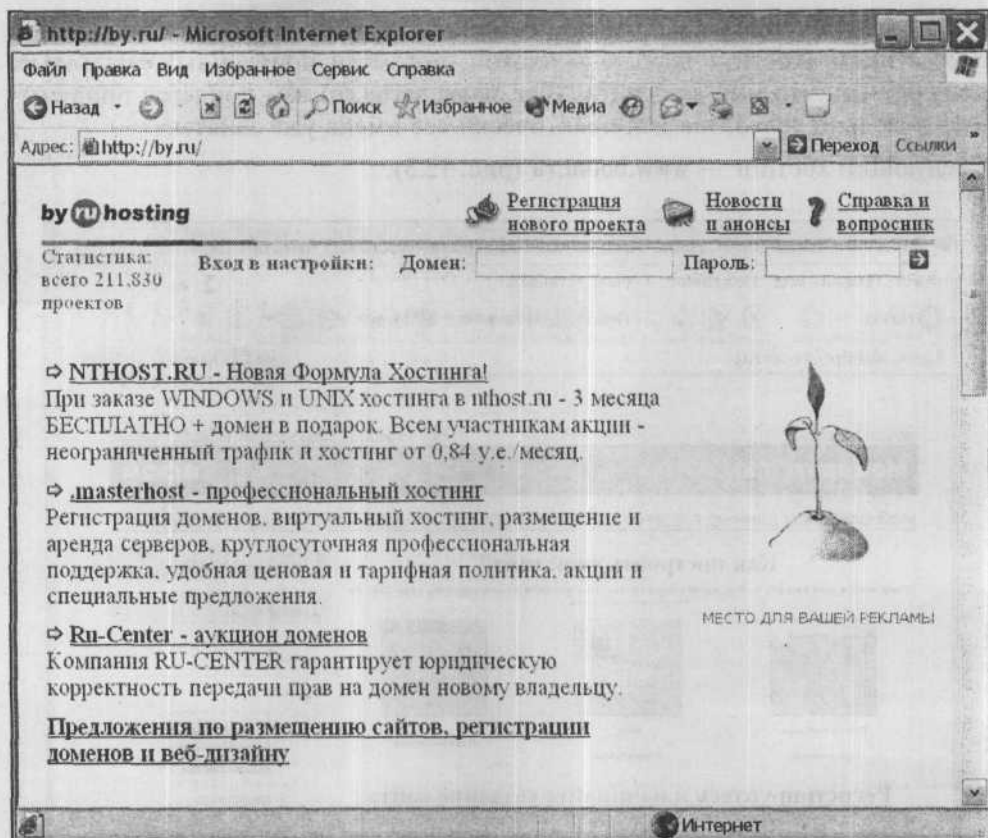 http://by.ru/ - Microsoft Internet Explorer
Файл Правка Вид Избранное Сервис Справка
Назад Поиск Избранное Медиа
Адрес: http://by.ru/ Переход Ссылки »
by ru hosting
Регистрация нового проекта
Новости и анонсы
Справка и вопросник
Статистика:
всего 211,830
проектов
Вход в настройки: Домен: Пароль:
⇨ NTHOST.RU - Новая Формула Хостинга!
При заказе WINDOWS и UNIX хостинга в nthost.ru - 3 месяца
БЕСПЛАТНО + домен в подарок. Всем участникам акции -
неограниченный трафик и хостинг от 0,84 у.е./месяц.
⇨ .masterhost - профессиональный хостинг
Регистрация доменов, виртуальный хостинг, размещение и
аренда серверов, круглосуточная профессиональная
поддержка, удобная ценовая и тарифная политика, акции и
специальные предложения.
⇨ Ru-Center - аукцион доменов
Компания RU-CENTER гарантирует юридическую
корректность передачи прав на домен новому владельцу.
Предложения по размещению сайтов, регистрации
доменов и веб-дизайну
МЕСТО ДЛЯ ВАШЕЙ РЕКЛАМЫ
Интернет